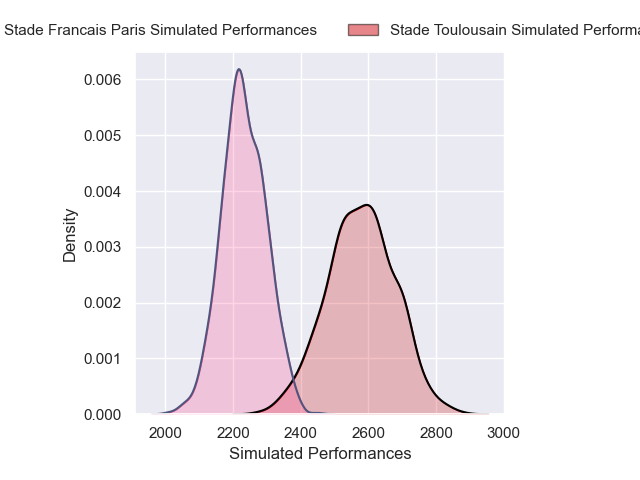 Stade Francais Paris Simulated Performances
Stade Toulousain Simulated Performa
0.006
0.005
0.004
0.003
0.002
0.001
0.000
Density
2000 2200 2400 2600 2800 3000
Simulated Performances